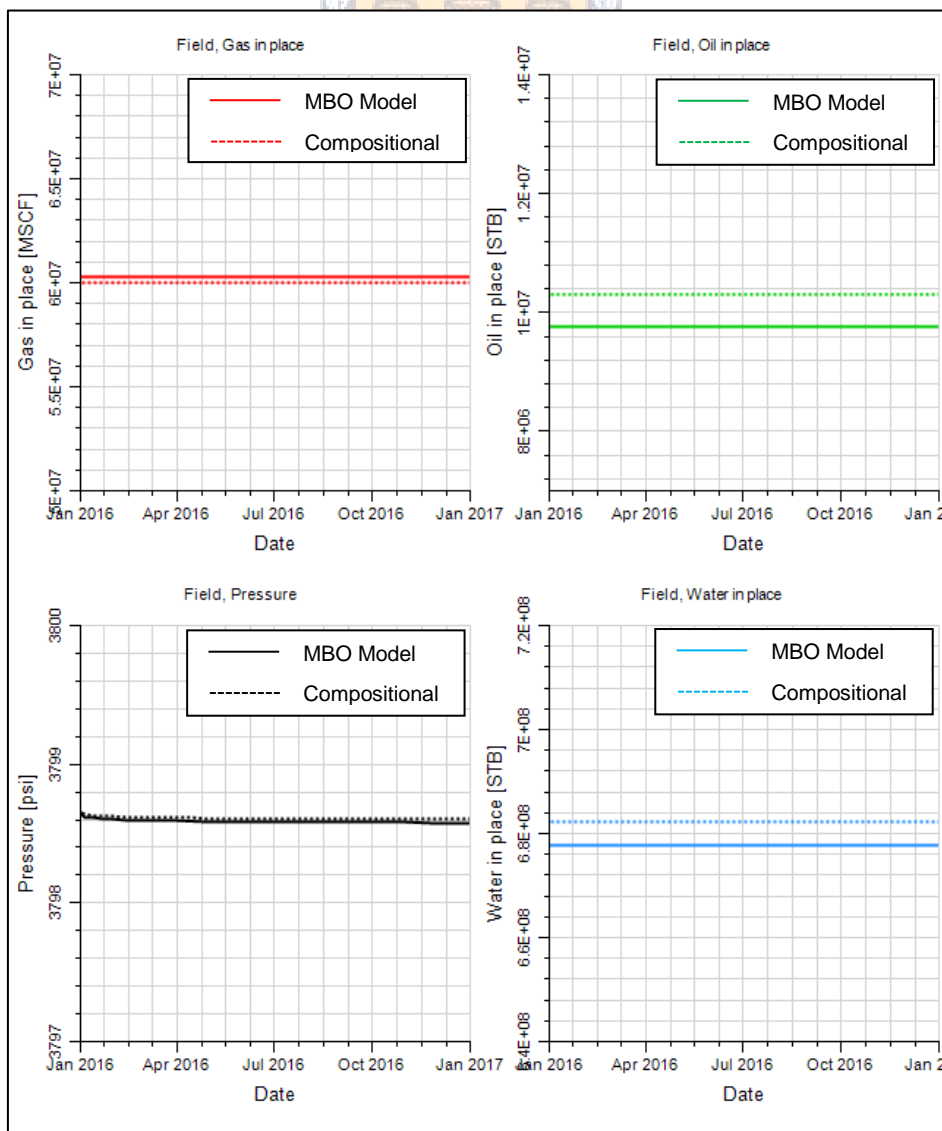 Field, Gas in place
MBO Model
Compositional
Gas in place [MSCF]
7E+07
6.5E+07
6E+07
5.5E+07
5E+07
Jan 2016 Apr 2016 Jul 2016 Oct 2016 Jan 2017
Date
Field, Oil in place
MBO Model
Compositional
Oil in place [STB]
1.4E+07
1.2E+07
1E+07
8E+06
Jan 2016 Apr 2016 Jul 2016 Oct 2016 Jan 2
Date
Field, Pressure
MBO Model
Compositional
Pressure [psi]
3800
3799
3798
3797
Jan 2016 Apr 2016 Jul 2016 Oct 2016 Jan 2017
Date
Field, Water in place
MBO Model
Compositional
Water in place [STB]
7.2E+08
7E+08
6.8E+08
6.6E+08
6.4E+08
Jan 2016 Apr 2016 Jul 2016 Oct 2016 Jan 2
Date